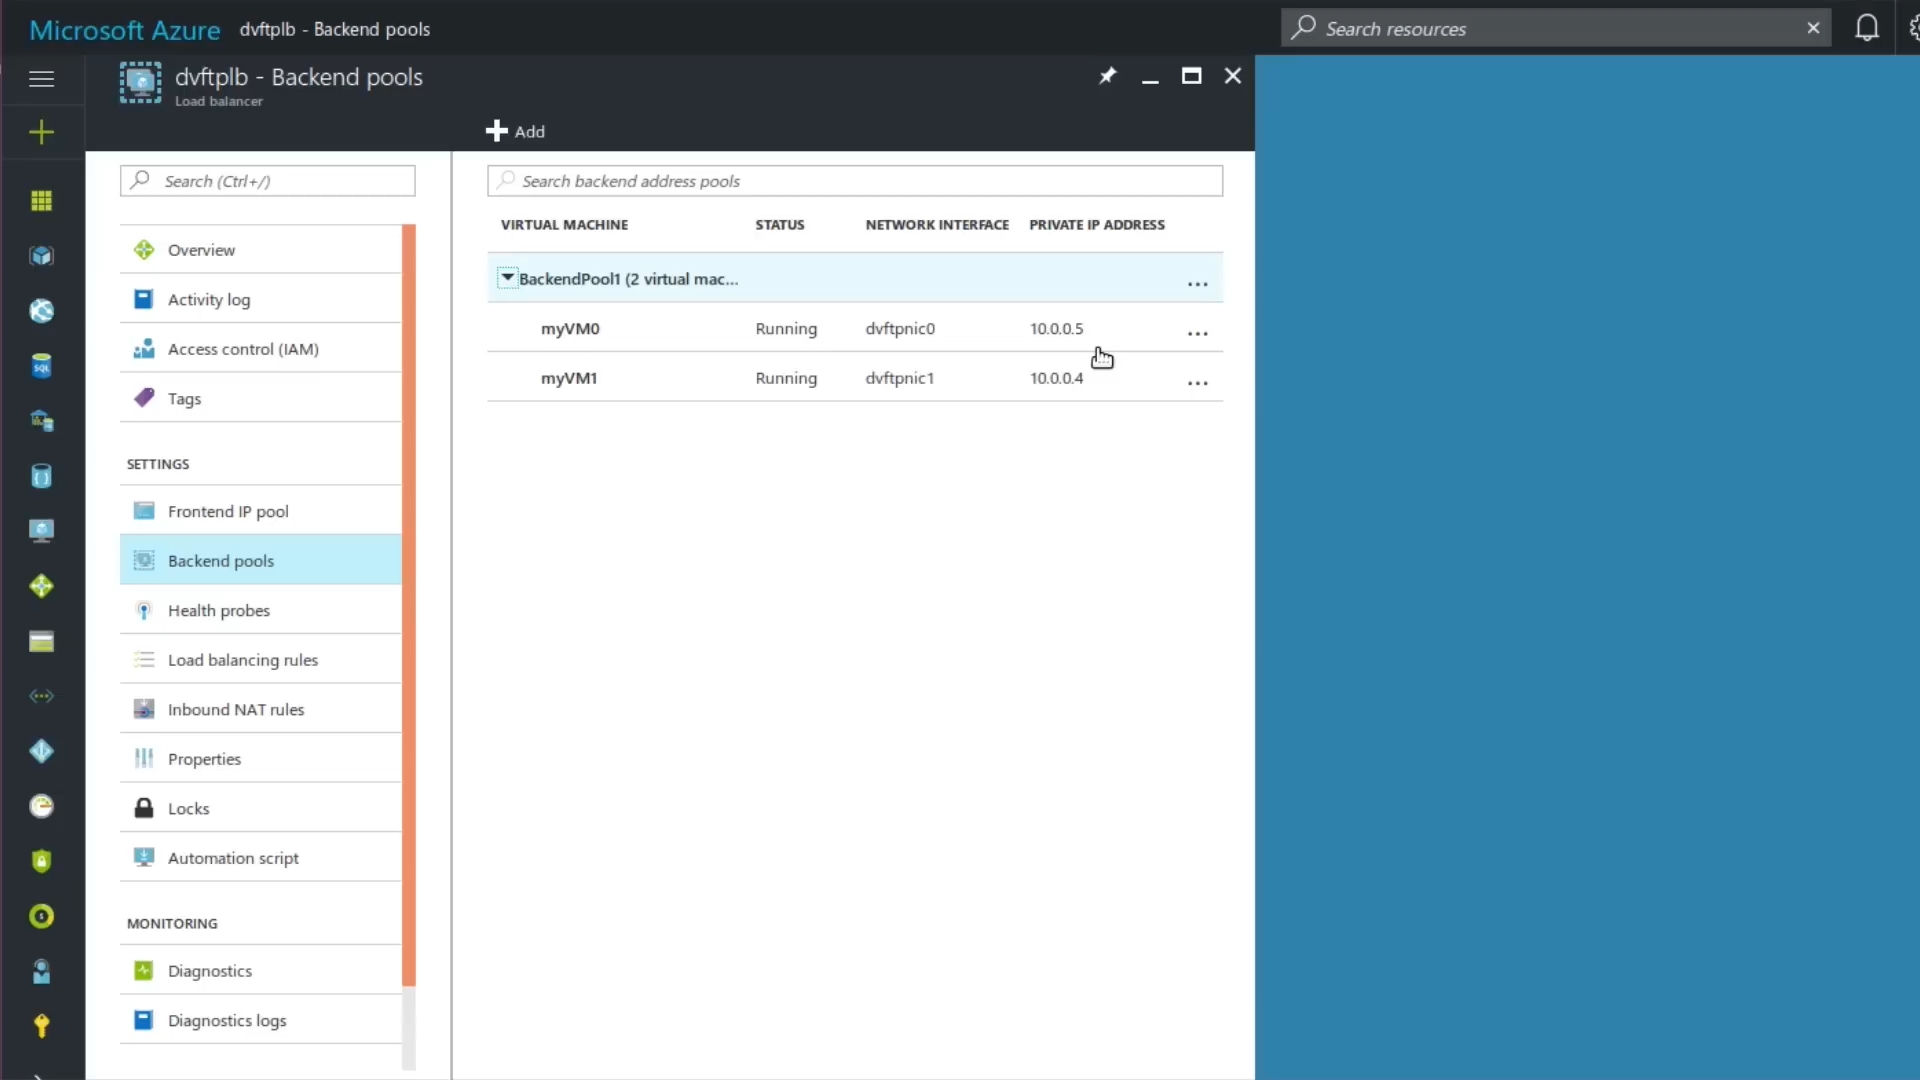 Microsoft Azure dvftplb - Backend pools
Search resources
dvftplb - Backend pools
Load balancer
Add
Search (Ctrl+/)
Overview
Activity log
Access control (IAM)
Tags
SETTINGS
Frontend IP pool
Backend pools
Health probes
Load balancing rules
Inbound NAT rules
Properties
Locks
Automation script
MONITORING
Diagnostics
Diagnostics logs
Search backend address pools
VIRTUAL MACHINE STATUS NETWORK INTERFACE PRIVATE IP ADDRESS
BackendPool1 (2 virtual mac... ...
myVM0 Running dvftpnic0 10.0.0.5 ...
myVM1 Running dvftpnic1 10.0.0.4 ...
SQL